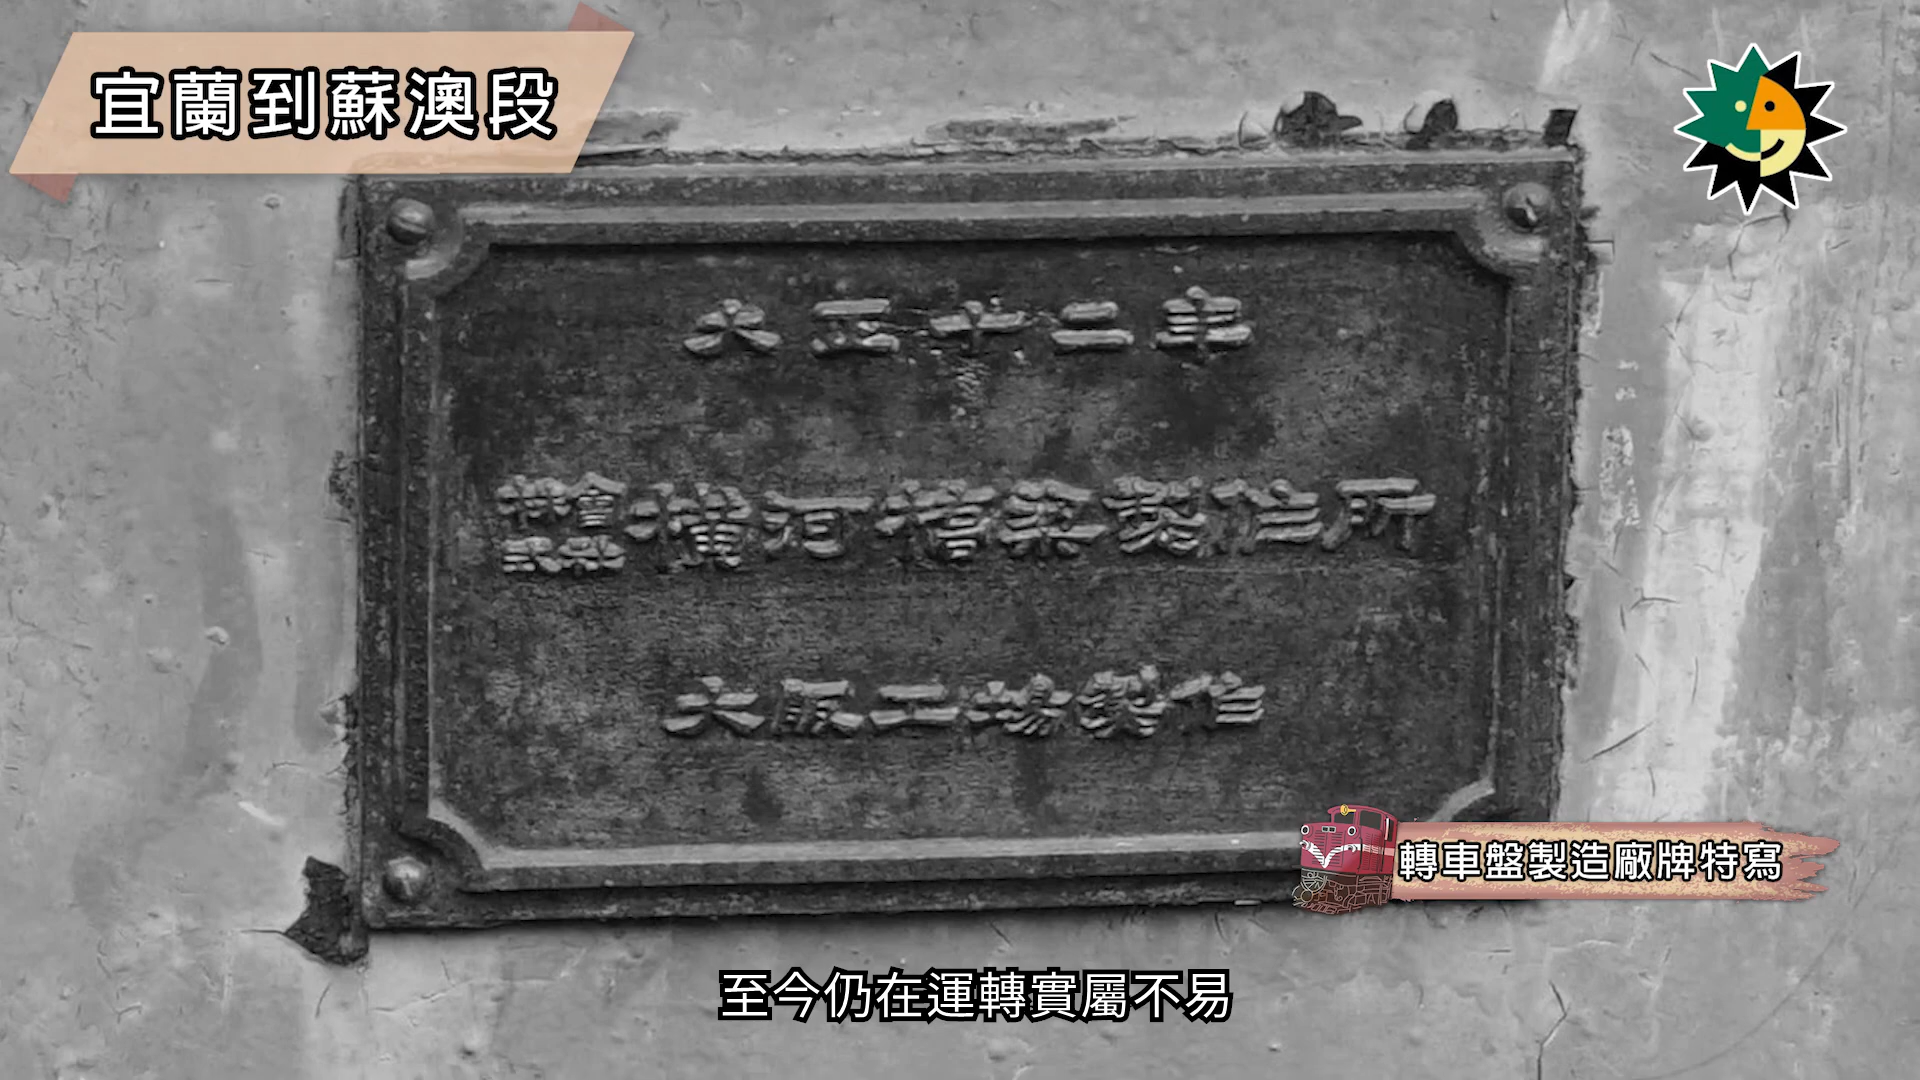 宜蘭到蘇澳段
大正十二年
株式會社橫河橋梁製作所
大阪工場製作
轉車盤製造廠牌特寫
至今仍在運轉實屬不易